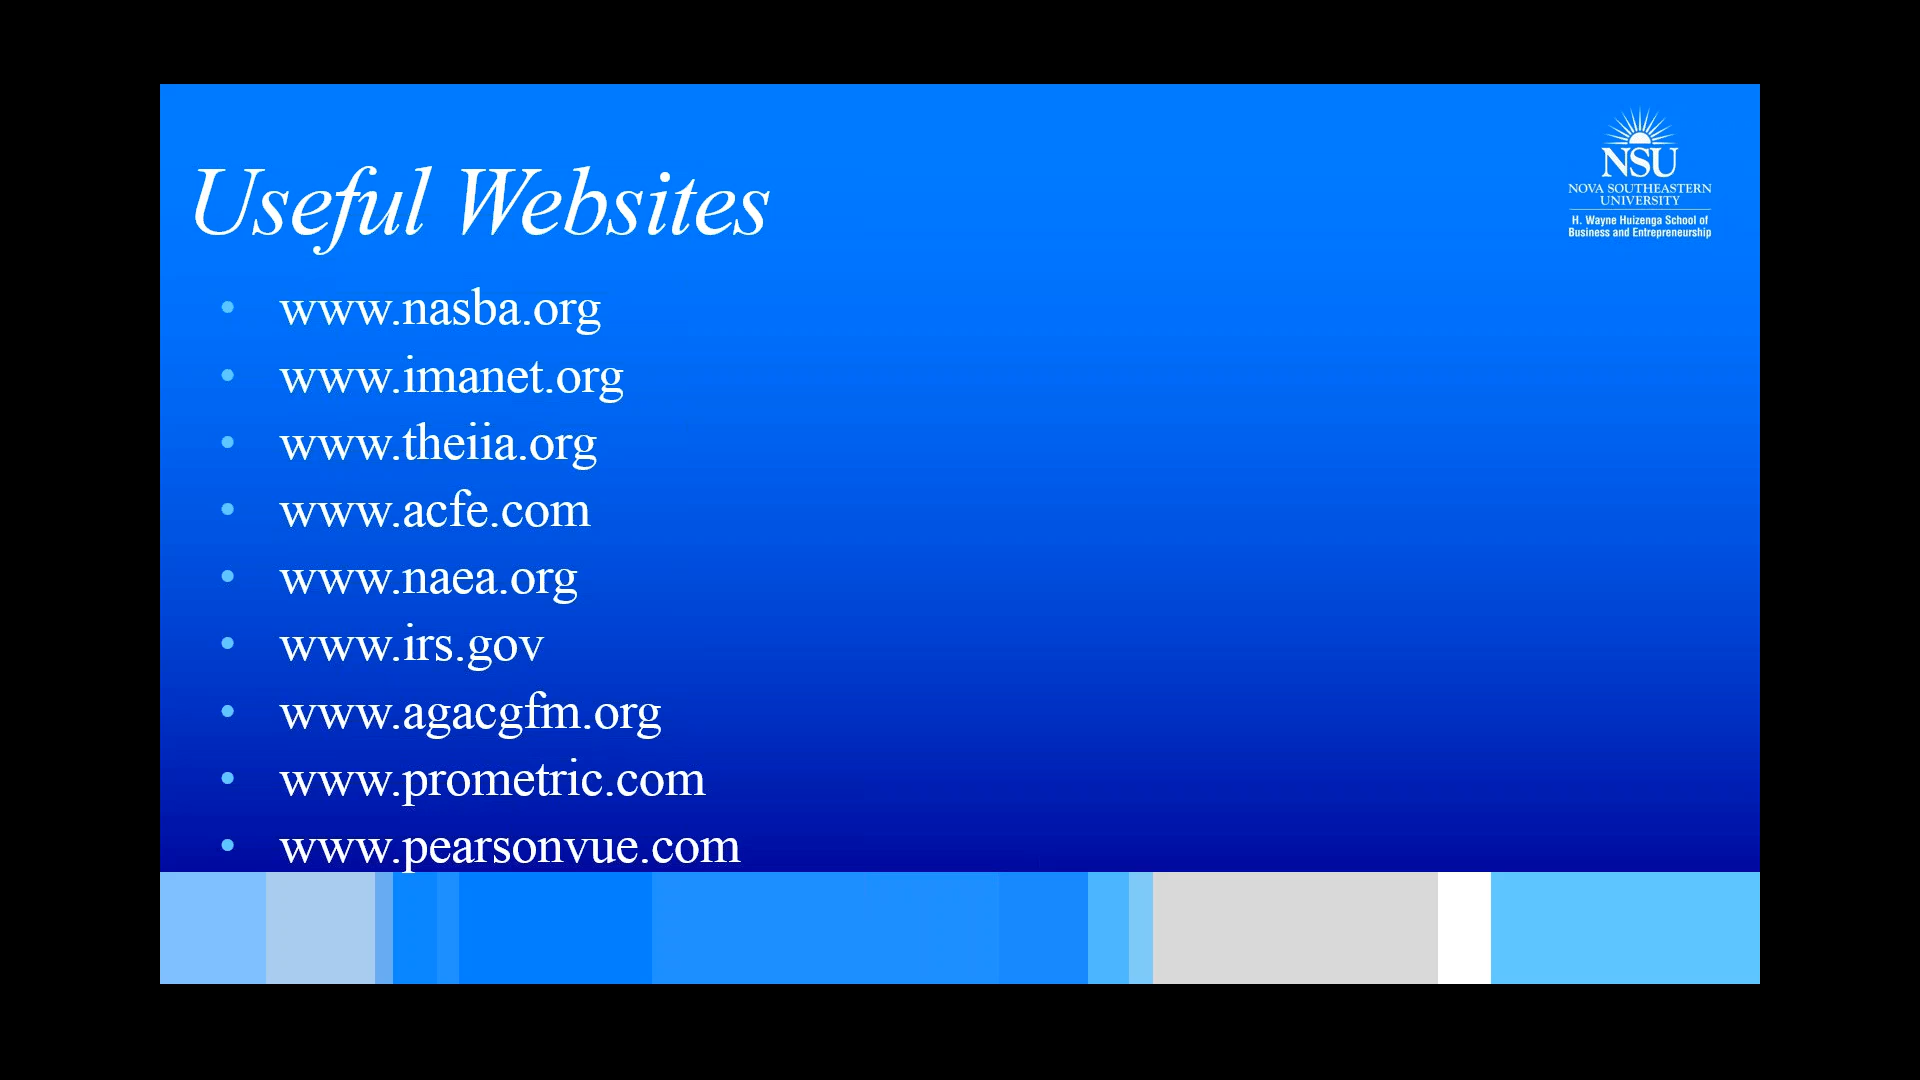 Useful Websites
NSU
NOVA SOUTHEASTERN
UNIVERSITY
H. Wayne Huizenga School of
Business and Entrepreneurship
• www.nasba.org
• www.imanet.org
• www.theiia.org
• www.acfe.com
• www.naea.org
• www.irs.gov
• www.agacgfm.org
• www.prometric.com
• www.pearsonvue.com